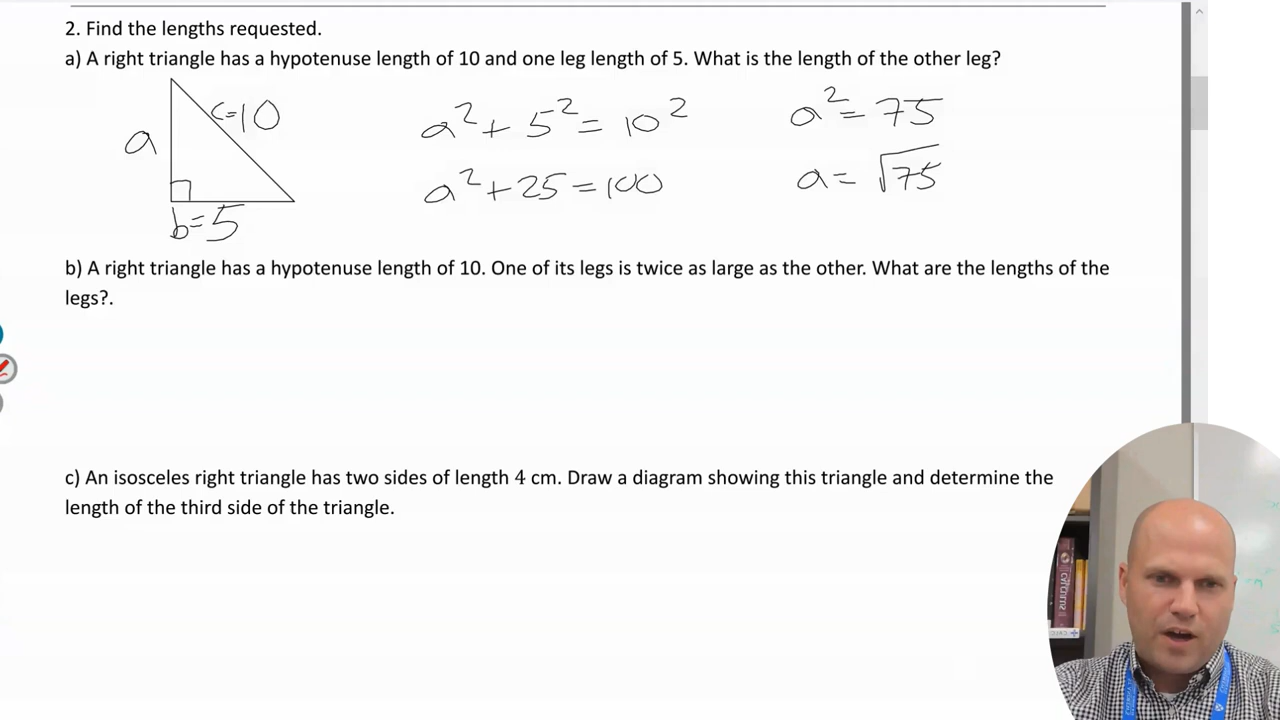 2. Find the lengths requested.
a) A right triangle has a hypotenuse length of 10 and one leg length of 5. What is the length of the other leg?
a
c=10
b=5
a² + 5² = 10²
a² + 25 = 100
a² = 75
a = √75
b) A right triangle has a hypotenuse length of 10. One of its legs is twice as large as the other. What are the lengths of the
legs?.
c) An isosceles right triangle has two sides of length 4 cm. Draw a diagram showing this triangle and determine the
length of the third side of the triangle.